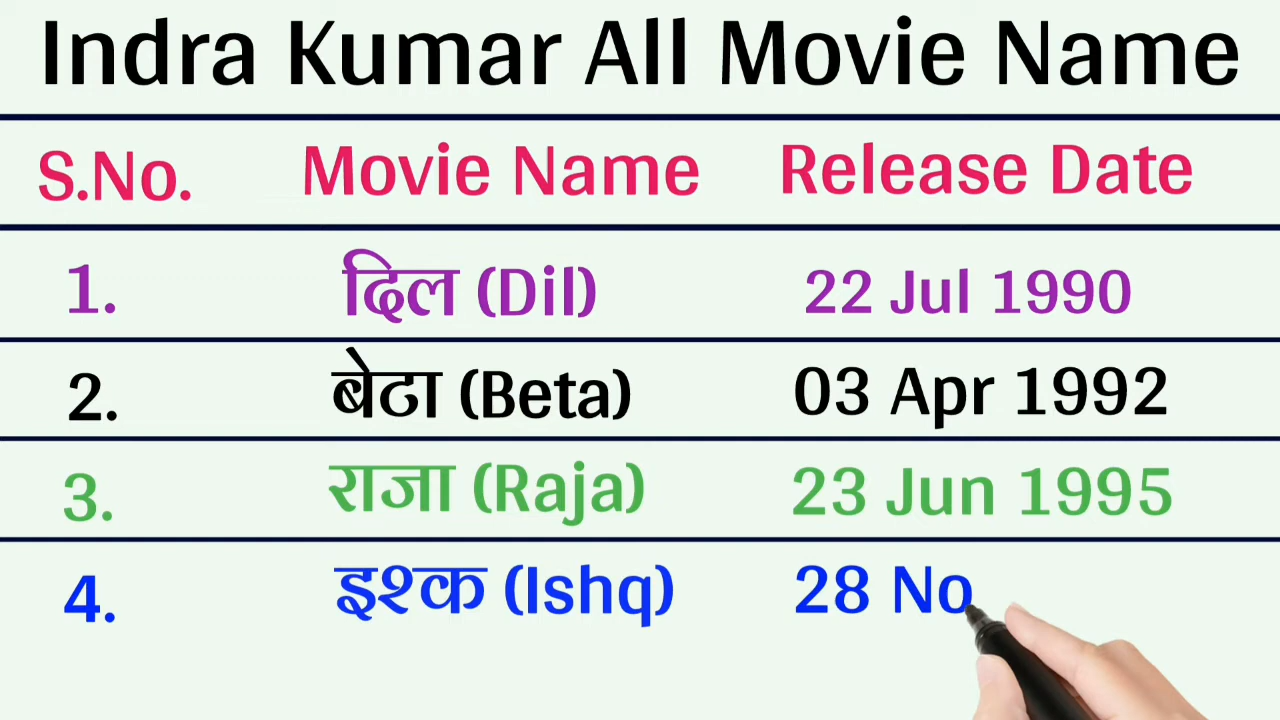 Indra Kumar All Movie Name
S.No. Movie Name Release Date
1. दिल (Dil) 22 Jul 1990
2. बेटा (Beta) 03 Apr 1992
3. राजा (Raja) 23 Jun 1995
4. इश्क (Ishq) 28 No